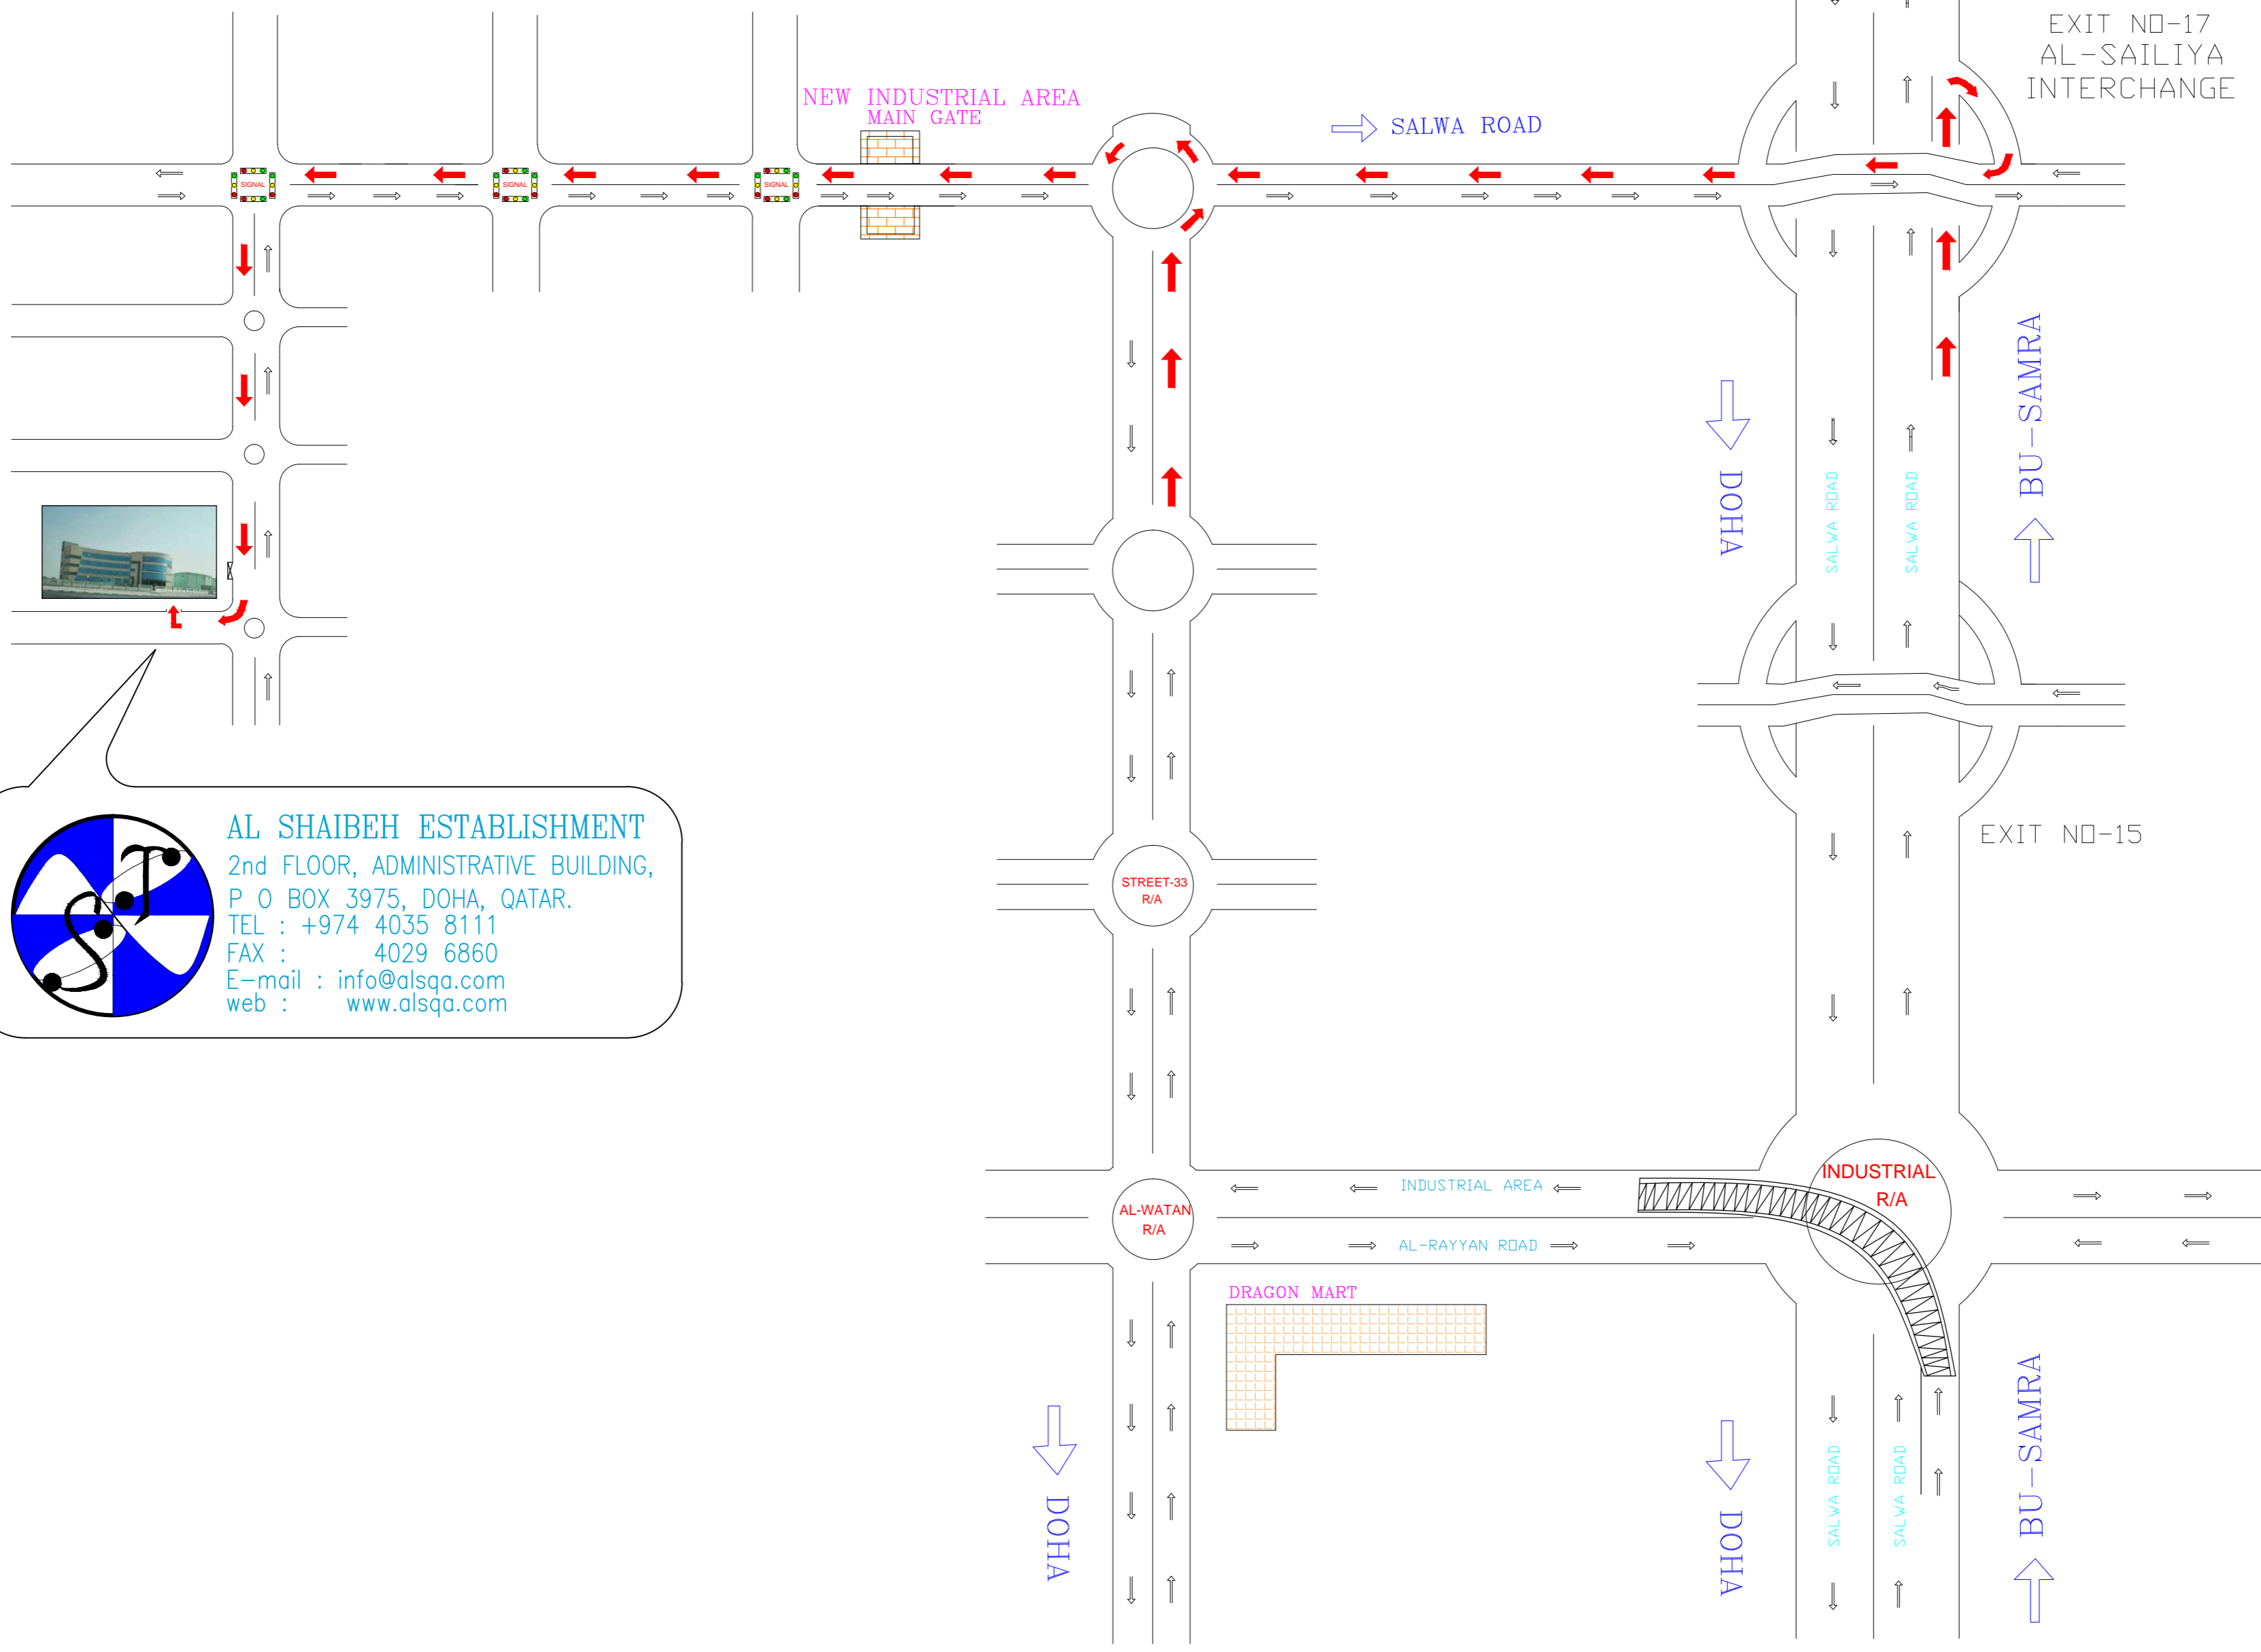 EXIT NO-17
AL-SAILIYA
INTERCHANGE
NEW INDUSTRIAL AREA
MAIN GATE
SALWA ROAD
SIGNAL
SIGNAL
SIGNAL
DOHA
SALWA ROAD
SALWA ROAD
BU-SAMRA
EXIT NO-15
AL SHAIBEH ESTABLISHMENT
2nd FLOOR, ADMINISTRATIVE BUILDING,
P O BOX 3975, DOHA, QATAR.
TEL : +974 4035 8111
FAX : 4029 6860
E-mail : info@alsqa.com
web : www.alsqa.com
STREET-33
R/A
INDUSTRIAL
R/A
INDUSTRIAL AREA
AL-WATAN
R/A
AL-RAYYAN ROAD
DRAGON MART
DOHA
DOHA
SALWA ROAD
SALWA ROAD
BU-SAMRA